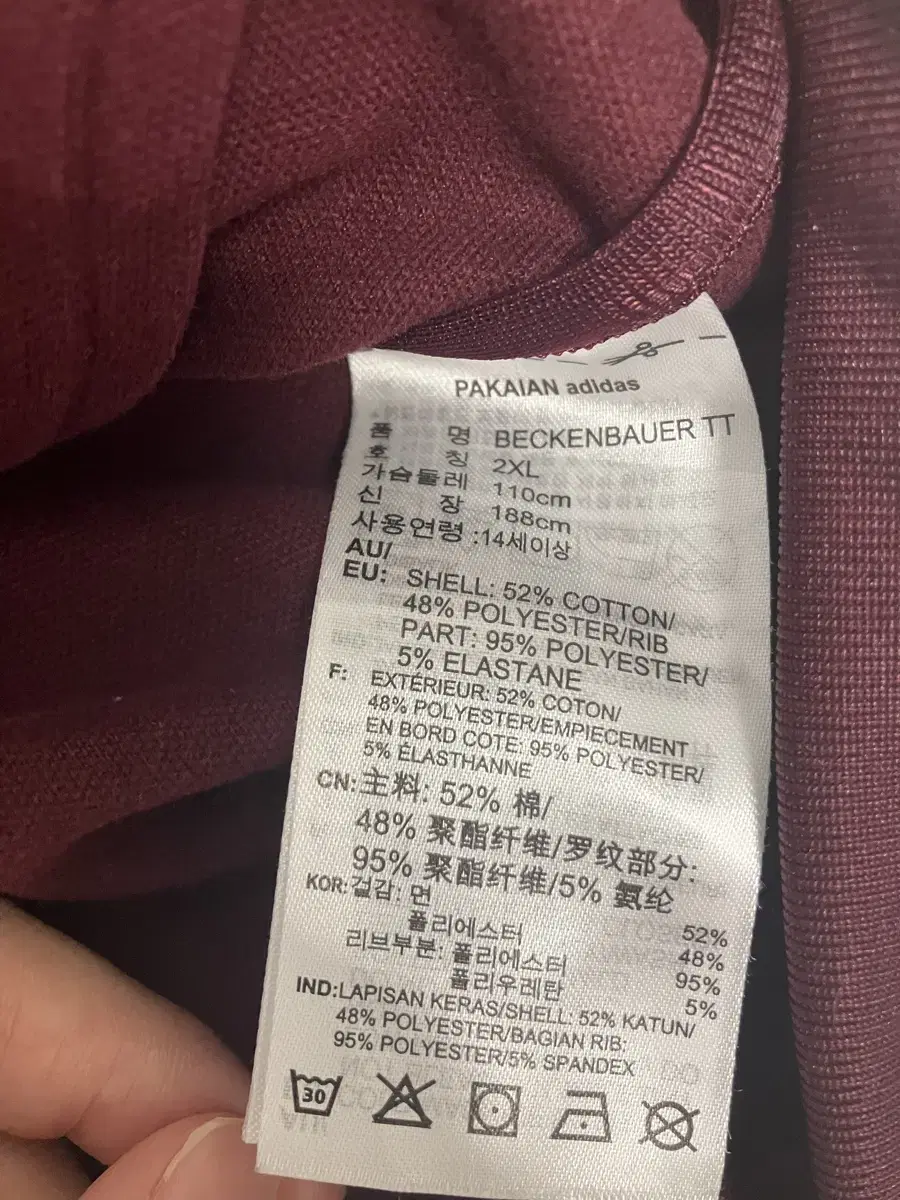 PAKAIAN adidas
품 명 BECKENBAUER TT
호 칭 2XL
가슴둘레 110cm
신 장 188cm
사용연령 :14세이상
AU/
EU: SHELL: 52% COTTON/
48% POLYESTER/RIB
PART: 95% POLYESTER/
5% ELASTANE
F: EXTÉRIEUR: 52% COTON/
48% POLYESTER/EMPIECEMENT
EN BORD COTE: 95% POLYESTER/
5% ÉLASTHANNE
CN: 主料: 52% 棉/
48% 聚酯纤维/罗纹部分:
95% 聚酯纤维/5% 氨纶
KOR: 겉감: 면 52%
폴리에스터 48%
리브부분: 폴리에스터 95%
폴리우레탄 5%
IND: LAPISAN KERAS/SHELL: 52% KATUN/
48% POLYESTER/BAGIAN RIB:
95% POLYESTER/5% SPANDEX
30